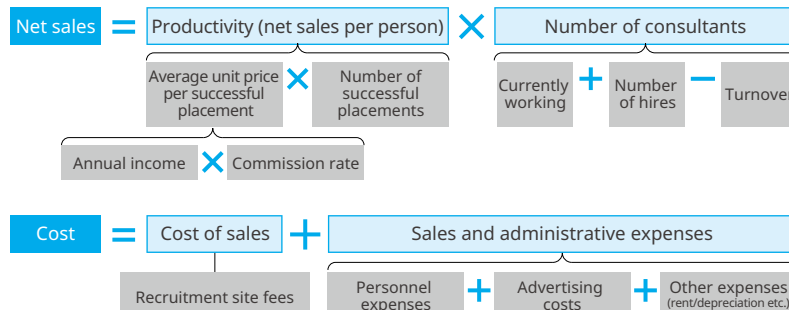 Net sales = Productivity (net sales per person) × Number of consultants
Average unit price
per successful
placement
×
Number of
successful
placements
Currently
working
+
Number
of hires
−
Turnover
Annual income × Commission rate
Cost = Cost of sales + Sales and administrative expenses
Recruitment site fees
Personnel
expenses
+
Advertising
costs
+
Other expenses
(rent/depreciation etc.)